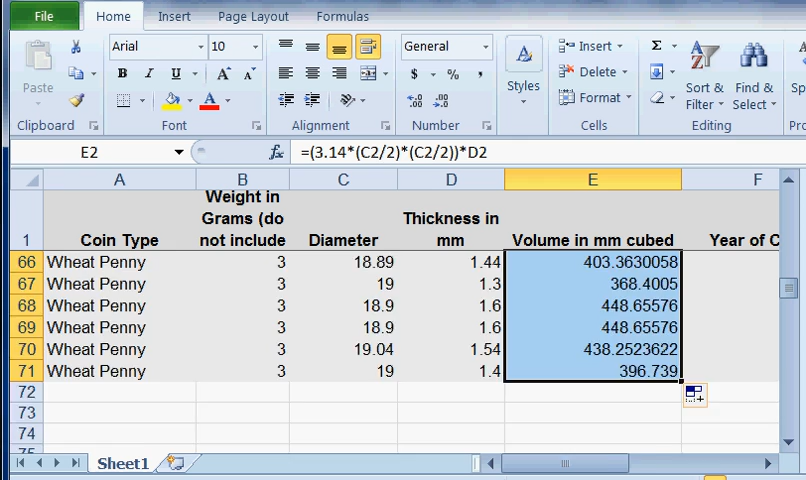 File Home Insert Page Layout Formulas
Arial 10 General Insert Σ
Delete
Paste B I U A A $ % , Styles Format Sort & Find &
Filter Select
Clipboard Font Alignment Number Cells Editing
E2 fx =(3.14*(C2/2)*(C2/2))*D2
A B C D E F
Weight in
Grams (do Thickness in
1 Coin Type not include Diameter mm Volume in mm cubed Year of C
66 Wheat Penny 3 18.89 1.44 403.3630058
67 Wheat Penny 3 19 1.3 368.4005
68 Wheat Penny 3 18.9 1.6 448.65576
69 Wheat Penny 3 18.9 1.6 448.65576
70 Wheat Penny 3 19.04 1.54 438.2523622
71 Wheat Penny 3 19 1.4 396.739
72
73
74
75
Sheet1